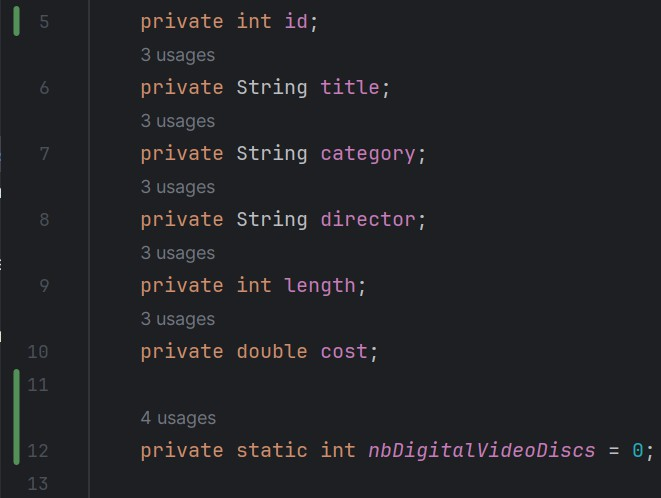 5 private int id;
3 usages
6 private String title;
3 usages
7 private String category;
3 usages
8 private String director;
3 usages
9 private int length;
3 usages
10 private double cost;
11
4 usages
12 private static int nbDigitalVideoDiscs = 0;
13